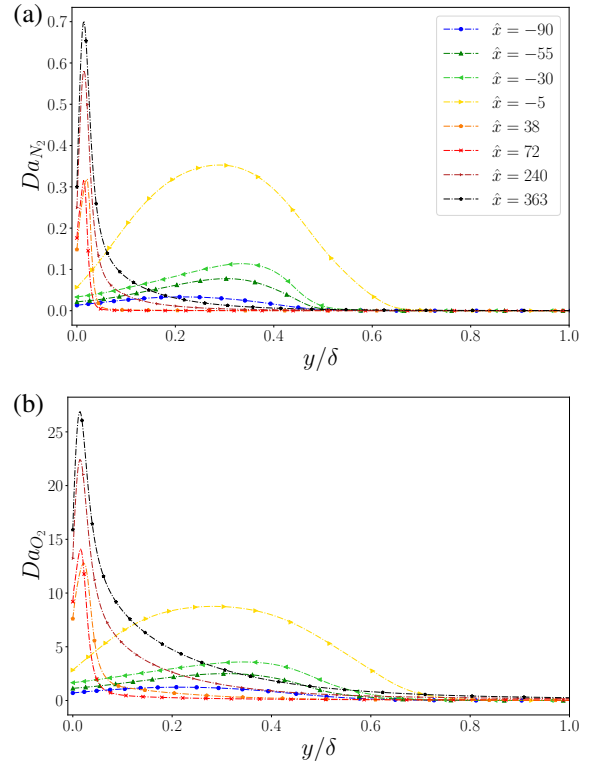 (a)
0.7
0.6
0.5
0.4
0.3
0.2
0.1
0.0
Da_{N_2}
x̂ = −90
x̂ = −55
x̂ = −30
x̂ = −5
x̂ = 38
x̂ = 72
x̂ = 240
x̂ = 363
0.0 0.2 0.4 0.6 0.8 1.0
y/δ
(b)
25
20
15
10
5
0
Da_{O_2}
0.0 0.2 0.4 0.6 0.8 1.0
y/δ